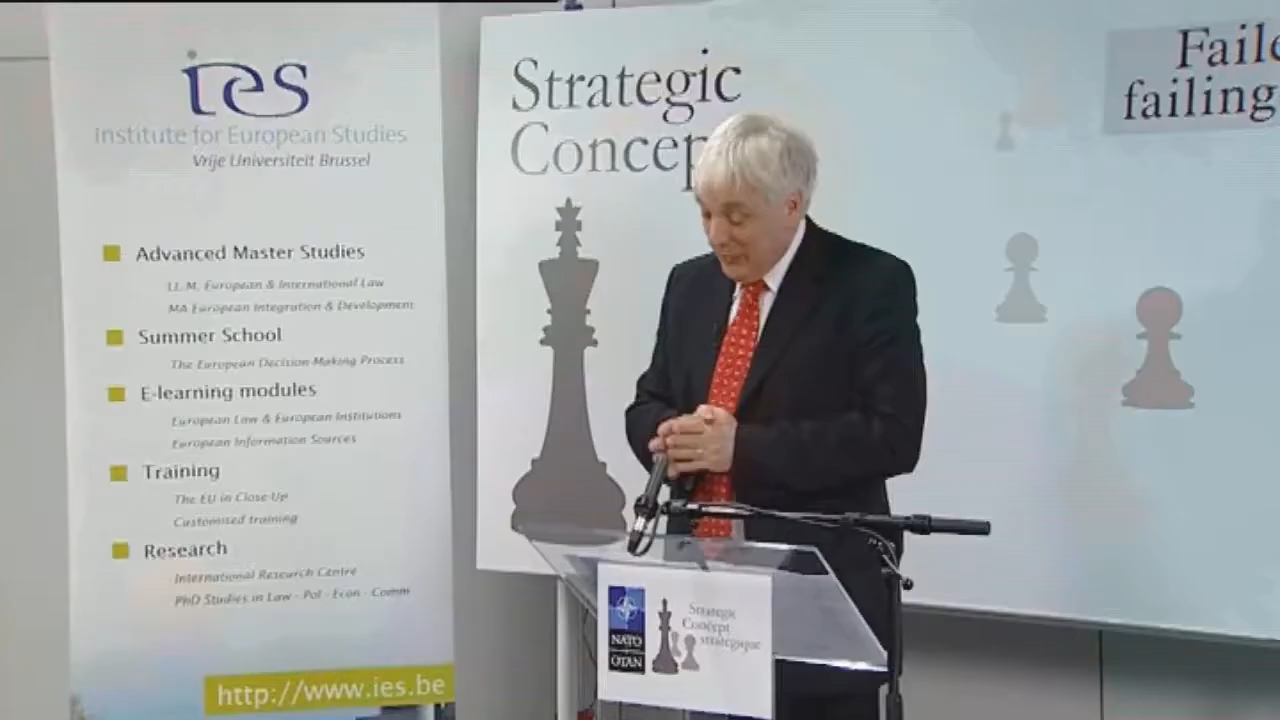 ies
Institute for European Studies
Vrije Universiteit Brussel
Advanced Master Studies
LL.M. European & International Law
MA European Integration & Development
Summer School
The European Decision-Making Process
E-learning modules
European Law & European Institutions
European Information Sources
Training
The EU in Close-Up
Customised training
Research
International Research Centre
PhD Studies in Law - Pol - Econ - Comm
http://www.ies.be
Strategic
Concep
Faile
failing
NATO
OTAN
Strategic
Concept
stratégique